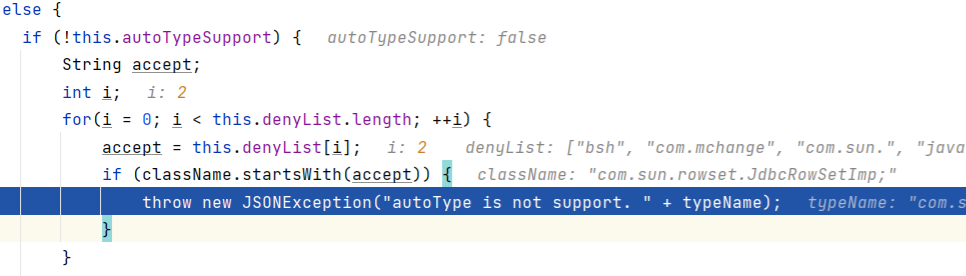 else {
if (!this.autoTypeSupport) { autoTypeSupport: false
String accept;
int i; i: 2
for(i = 0; i < this.denyList.length; ++i) {
accept = this.denyList[i]; i: 2 denyList: ["bsh", "com.mchange", "com.sun.", "java
if (className.startsWith(accept)) { className: "com.sun.rowset.JdbcRowSetImp;"
throw new JSONException("autoType is not support. " + typeName); typeName: "com.s
}
}